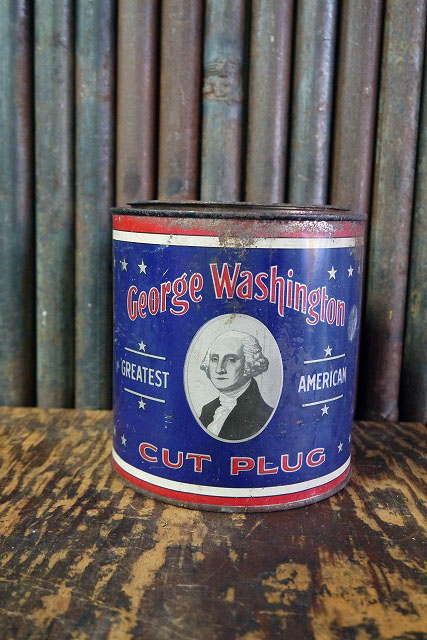 George Washington
GREATEST AMERICAN
CUT PLUG